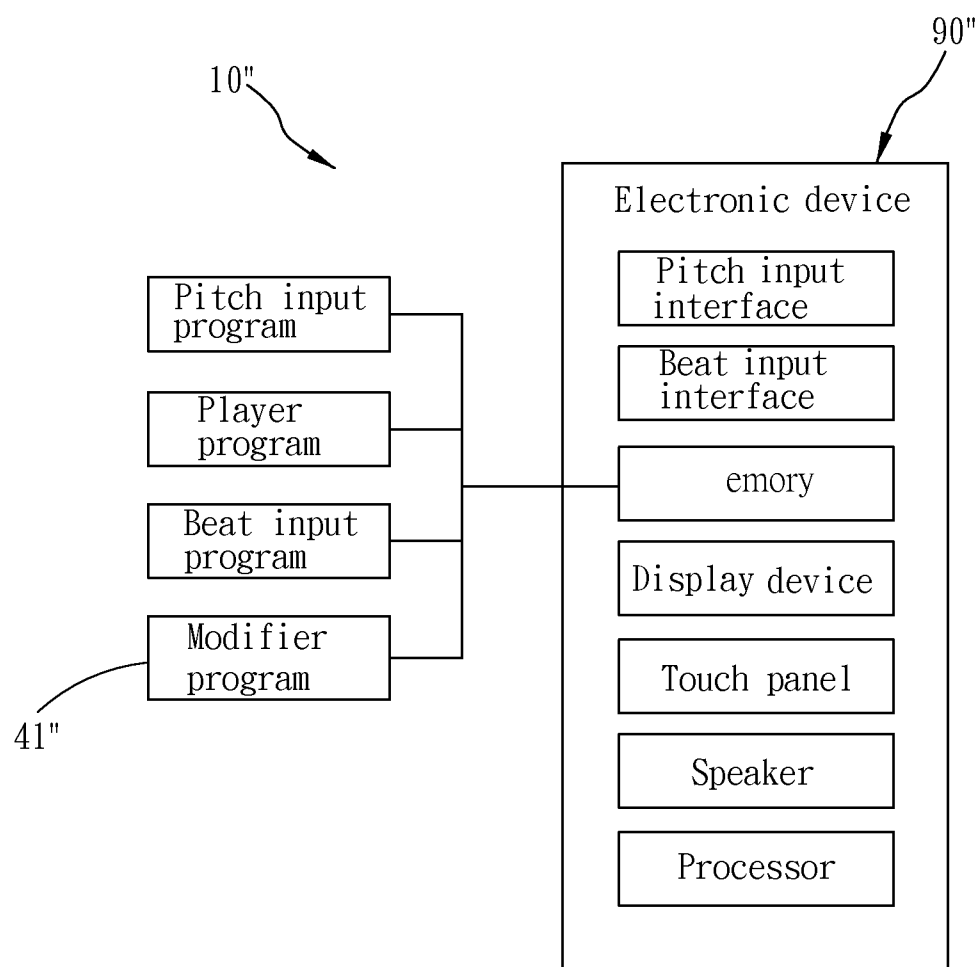 90"
10"
Electronic device
Pitch input
interface
Beat input
interface
emory
Display device
Touch panel
Speaker
Processor
Pitch input
program
Player
program
Beat input
program
Modifier
program
41"